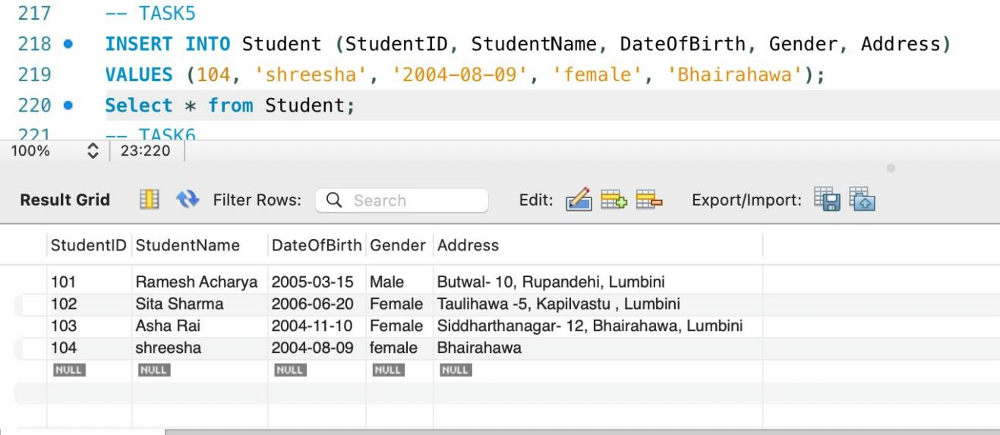 217 -- TASK5
218 INSERT INTO Student (StudentID, StudentName, DateOfBirth, Gender, Address)
219 VALUES (104, 'shreesha', '2004-08-09', 'female', 'Bhairahawa');
220 Select * from Student;
221 -- TASK6
100% 23:220
Result Grid Filter Rows: Search Edit: Export/Import:
StudentID StudentName DateOfBirth Gender Address
101 Ramesh Acharya 2005-03-15 Male Butwal- 10, Rupandehi, Lumbini
102 Sita Sharma 2006-06-20 Female Taulihawa -5, Kapilvastu , Lumbini
103 Asha Rai 2004-11-10 Female Siddharthanagar- 12, Bhairahawa, Lumbini
104 shreesha 2004-08-09 female Bhairahawa
NULL NULL NULL NULL NULL